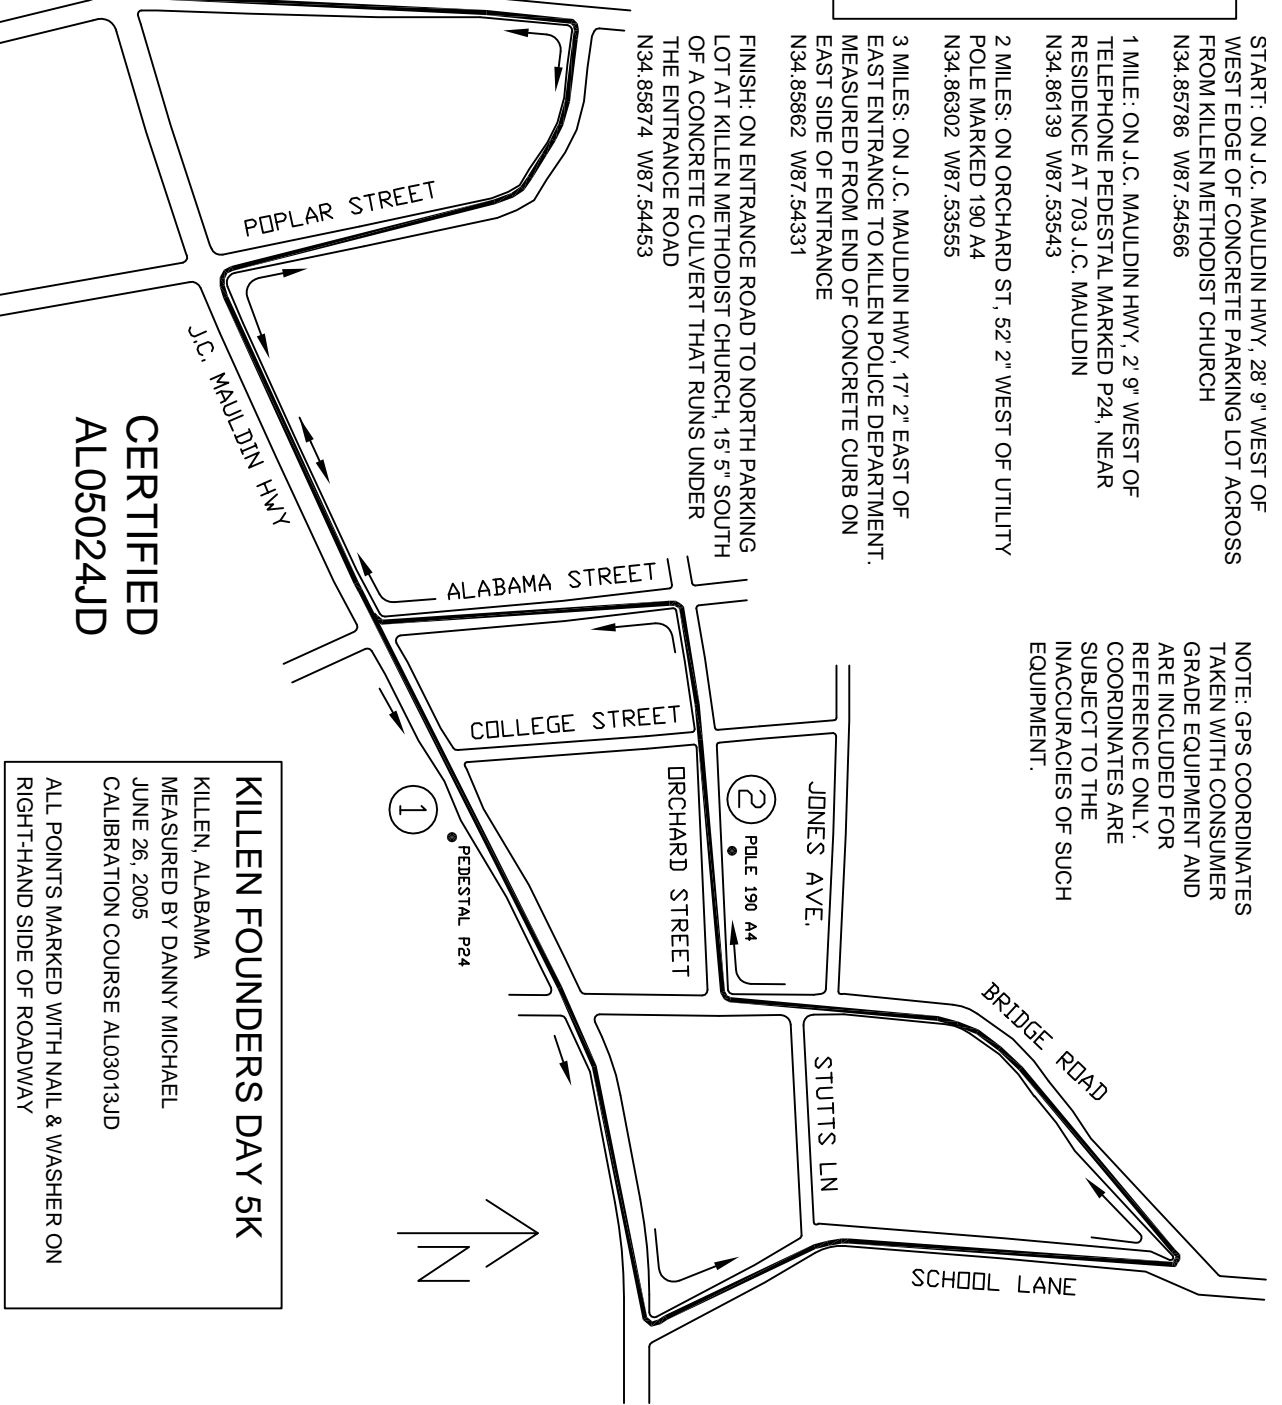 START: ON J.C. MAULDIN HWY, 28' 9" WEST OF
WEST EDGE OF CONCRETE PARKING LOT ACROSS
FROM KILLEN METHODIST CHURCH
N34.85786 W87.54566
1 MILE: ON J.C. MAULDIN HWY, 2' 9" WEST OF
TELEPHONE PEDESTAL MARKED P24, NEAR
RESIDENCE AT 703 J.C. MAULDIN
N34.86139 W87.53543
2 MILES: ON ORCHARD ST, 52' 2" WEST OF UTILITY
POLE MARKED 190 A4
N34.86302 W87.53555
3 MILES: ON J.C. MAULDIN HWY, 17' 2" EAST OF
EAST ENTRANCE TO KILLEN POLICE DEPARTMENT.
MEASURED FROM END OF CONCRETE CURB ON
EAST SIDE OF ENTRANCE
N34.85862 W87.54331
FINISH: ON ENTRANCE ROAD TO NORTH PARKING
LOT AT KILLEN METHODIST CHURCH, 15' 5" SOUTH
OF A CONCRETE CULVERT THAT RUNS UNDER
THE ENTRANCE ROAD
N34.85874 W87.54453
NOTE: GPS COORDINATES
TAKEN WITH CONSUMER
GRADE EQUIPMENT AND
ARE INCLUDED FOR
REFERENCE ONLY.
COORDINATES ARE
SUBJECT TO THE
INACCURACIES OF SUCH
EQUIPMENT.
POPLAR STREET
J.C. MAULDIN HWY
ALABAMA STREET
COLLEGE STREET
ORCHARD STREET
JONES AVE.
2
POLE 190 A4
1
PEDESTAL P24
BRIDGE ROAD
STUTTS LN
SCHOOL LANE
N
CERTIFIED
AL05024JD
KILLEN FOUNDERS DAY 5K
KILLEN, ALABAMA
MEASURED BY DANNY MICHAEL
JUNE 26, 2005
CALIBRATION COURSE AL03013JD
ALL POINTS MARKED WITH NAIL & WASHER ON
RIGHT-HAND SIDE OF ROADWAY